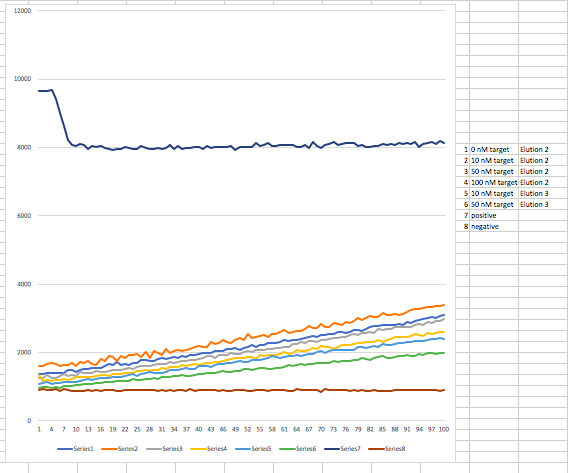 12000
10000
8000
6000
4000
2000
0
1 4 7 10 13 16 19 22 25 28 31 34 37 40 43 46 49 52 55 58 61 64 67 70 73 76 79 82 85 88 91 94 97 100
Series1 Series2 Series3 Series4 Series5 Series6 Series7 Series8
1 0 nM target Elution 2
2 10 nM target Elution 2
3 50 nM target Elution 2
4 100 nM target Elution 2
5 10 nM target Elution 3
6 50 nM target Elution 3
7 positive
8 negative